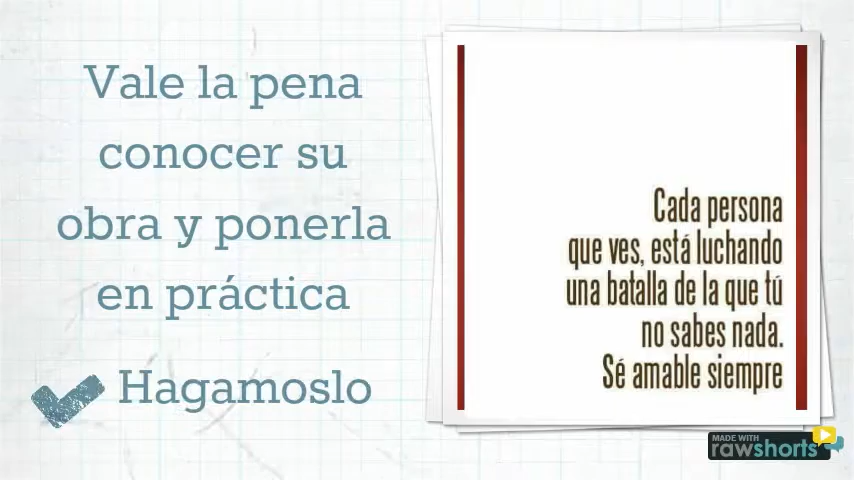 Vale la pena
conocer su
obra y ponerla
en práctica
Hagamoslo
Cada persona
que ves, está luchando
una batalla de la que tú
no sabes nada.
Sé amable siempre
MADE WITH
rawshorts